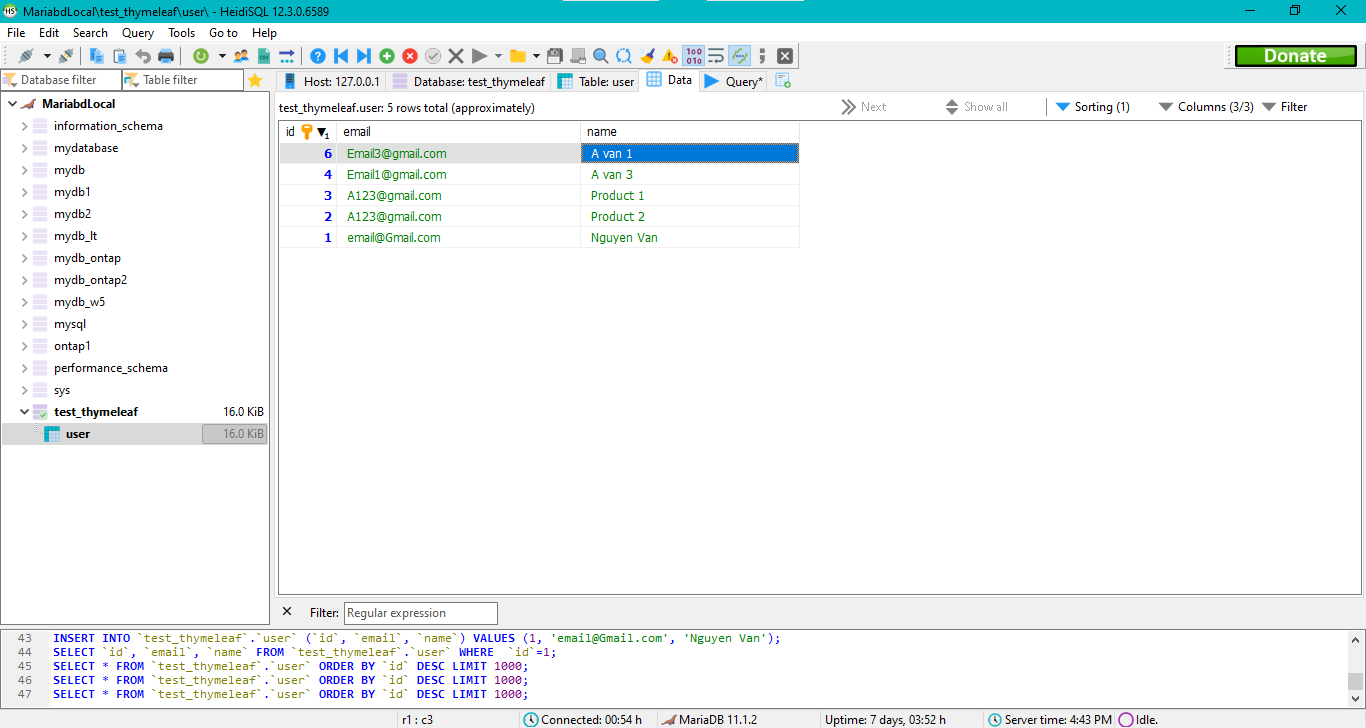 MariabdLocal\test_thymeleaf\user\ - HeidiSQL 12.3.0.6589
File Edit Search Query Tools Go to Help
Donate
Database filter Table filter
Host: 127.0.0.1 Database: test_thymeleaf Table: user Data Query*
MariabdLocal
information_schema
mydatabase
mydb
mydb1
mydb2
mydb_lt
mydb_ontap
mydb_ontap2
mydb_w5
mysql
ontap1
performance_schema
sys
test_thymeleaf 16.0 KiB
user 16.0 KiB
test_thymeleaf.user: 5 rows total (approximately) Next Show all Sorting (1) Columns (3/3) Filter
id 1 email name
6 Email3@gmail.com A van 1
4 Email1@gmail.com A van 3
3 A123@gmail.com Product 1
2 A123@gmail.com Product 2
1 email@Gmail.com Nguyen Van
Filter: Regular expression
43 INSERT INTO `test_thymeleaf`.`user` (`id`, `email`, `name`) VALUES (1, 'email@Gmail.com', 'Nguyen Van');
44 SELECT `id`, `email`, `name` FROM `test_thymeleaf`.`user` WHERE  `id`=1;
45 SELECT * FROM `test_thymeleaf`.`user` ORDER BY `id` DESC LIMIT 1000;
46 SELECT * FROM `test_thymeleaf`.`user` ORDER BY `id` DESC LIMIT 1000;
47 SELECT * FROM `test_thymeleaf`.`user` ORDER BY `id` DESC LIMIT 1000;
r1 : c3 Connected: 00:54 h MariaDB 11.1.2 Uptime: 7 days, 03:52 h Server time: 4:43 PM Idle.